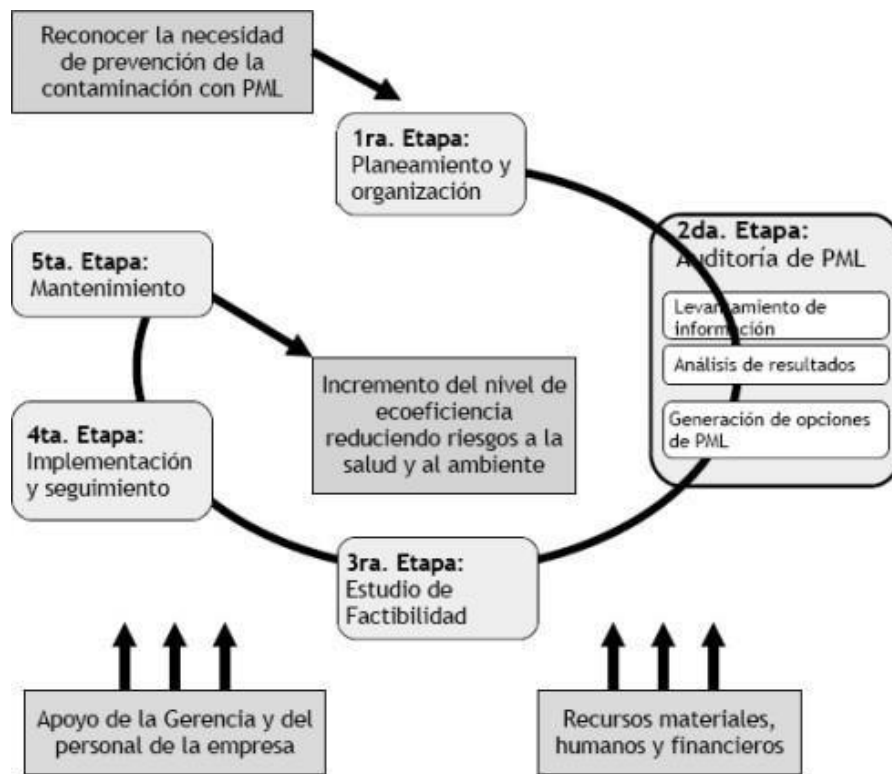 Reconocer la necesidad
de prevención de la
contaminación con PML
1ra. Etapa:
Planeamiento y
organización
2da. Etapa:
Auditoría de PML
Levantamiento de
información
Análisis de resultados
Generación de opciones
de PML
5ta. Etapa:
Mantenimiento
Incremento del nivel de
ecoeficiencia
reduciendo riesgos a la
salud y al ambiente
4ta. Etapa:
Implementación
y seguimiento
3ra. Etapa:
Estudio de
Factibilidad
Apoyo de la Gerencia y del
personal de la empresa
Recursos materiales,
humanos y financieros